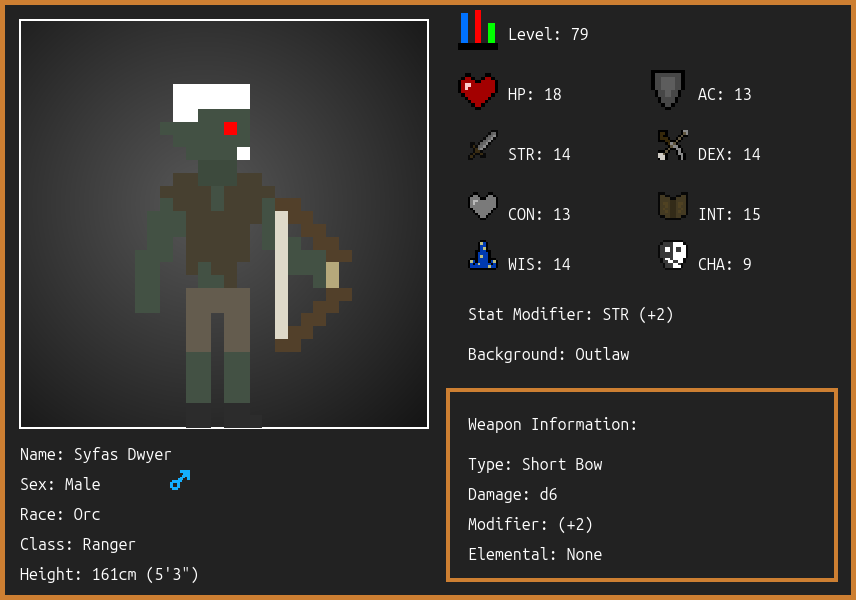 Level: 79
HP: 18
AC: 13
STR: 14
DEX: 14
CON: 13
INT: 15
WIS: 14
CHA: 9
Stat Modifier: STR (+2)
Background: Outlaw
Weapon Information:
Type: Short Bow
Damage: d6
Modifier: (+2)
Elemental: None
Name: Syfas Dwyer
Sex: Male
Race: Orc
Class: Ranger
Height: 161cm (5'3")